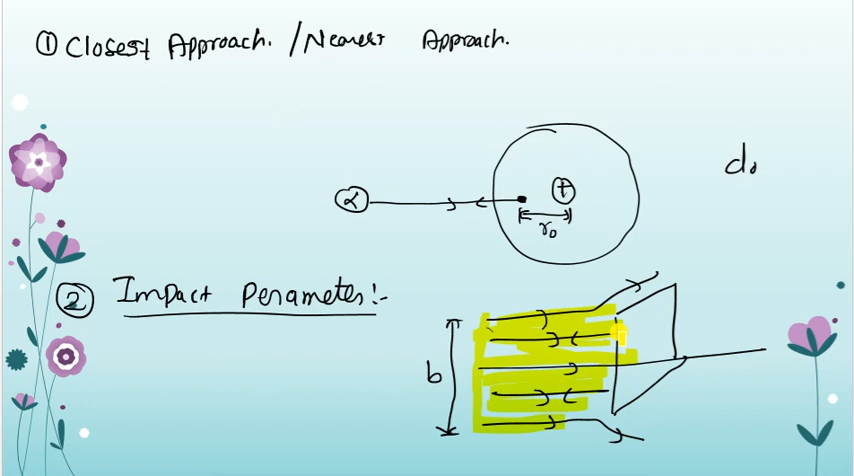 ① Closest Approach. / Nearest Approach.
α
+
r₀
d₀
② Impact Perameter:-
b